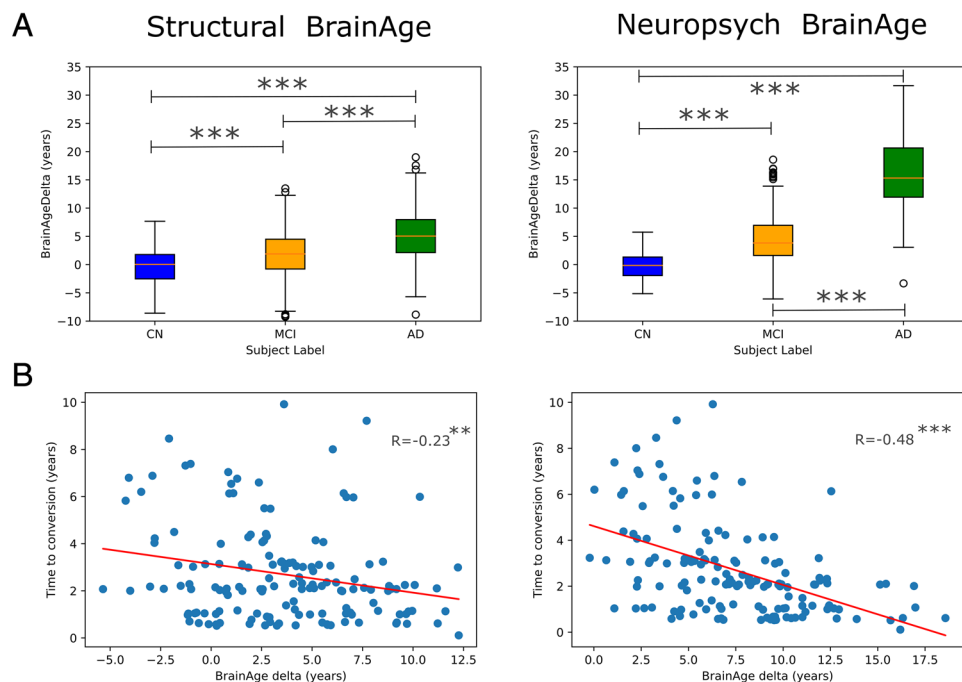 A
Structural BrainAge
Neuropsych BrainAge
35
30
25
20
15
10
5
0
−5
−10
BrainAgeDelta (years)
***
***
***
CN
MCI
AD
Subject Label
35
30
25
20
15
10
5
0
−5
−10
BrainAgeDelta (years)
***
***
***
CN
MCI
AD
Subject Label
B
10
8
6
4
2
0
Time to conversion (years)
R=-0.23**
−5.0
−2.5
0.0
2.5
5.0
7.5
10.0
12.5
BrainAge delta (years)
10
8
6
4
2
0
Time to conversion (years)
R=-0.48 ***
0.0
2.5
5.0
7.5
10.0
12.5
15.0
17.5
BrainAge delta (years)